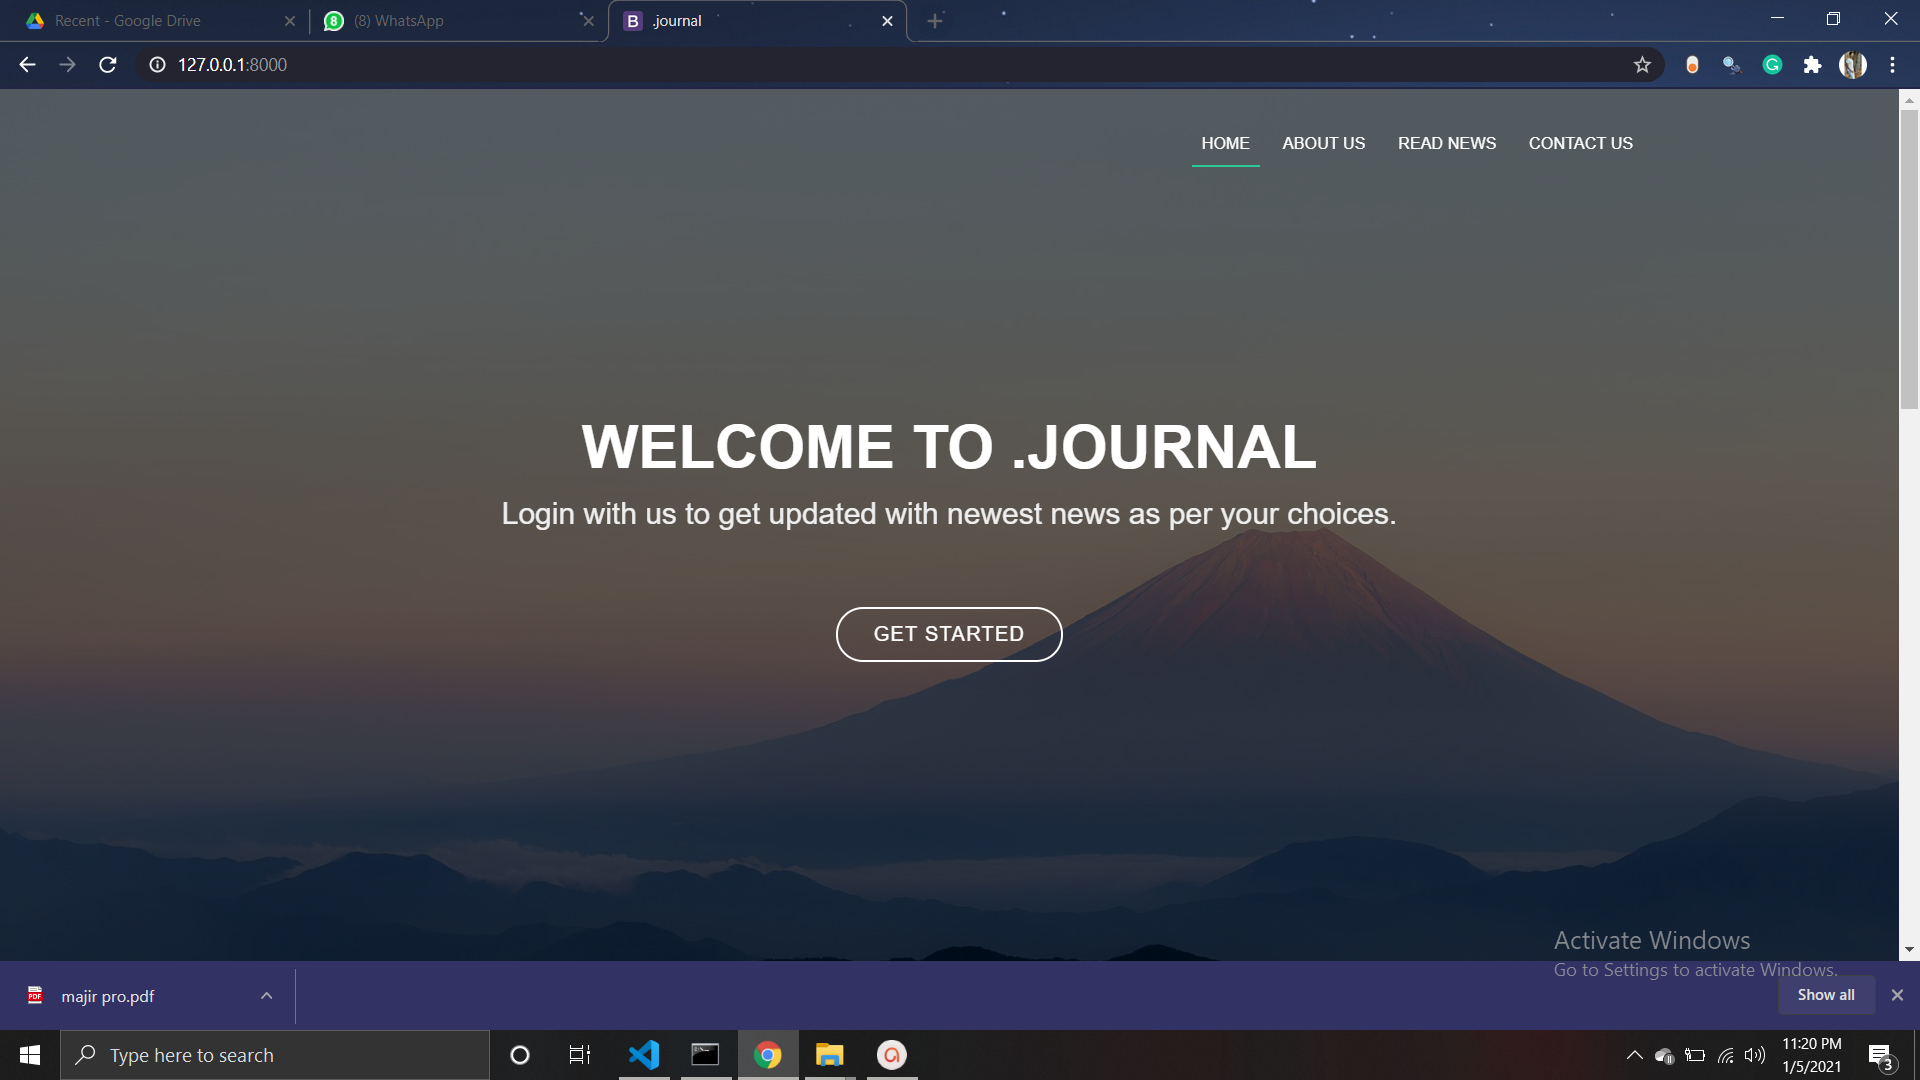 Recent - Google Drive
8
(8) WhatsApp
B
.journal
127.0.0.1:8000
G
HOME
ABOUT US
READ NEWS
CONTACT US
WELCOME TO .JOURNAL
Login with us to get updated with newest news as per your choices.
GET STARTED
Activate Windows
Go to Settings to activate Windows.
PDF
majir pro.pdf
Show all
Type here to search
11:20 PM
1/5/2021
3